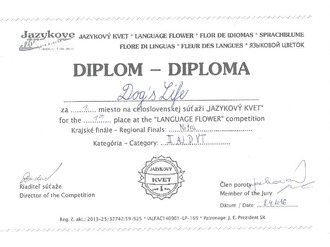 Jazykove
JAZYKOVÝ KVET * LANGUAGE FLOWER * FLOR DE IDIOMAS * SPRACHBLUME
FLORE DI LINGUAS * FLEUR DES LANGUES * ЯЗЫКОВОЙ ЦВЕТОК
DIPLOM – DIPLOMA
Dog's Life
za 1. miesto na celoslovenskej súťaži „JAZYKOVÝ KVET"
for the 1st place at the "LANGUAGE FLOWER" competition
Krajské finále – Regional Finals: Nitra
Kategória – Category:
JAZYKOVÝ
KVET
Riaditeľ súťaže
Director of the Competition
Člen poroty
Member of the Jury
Dátum / Date: